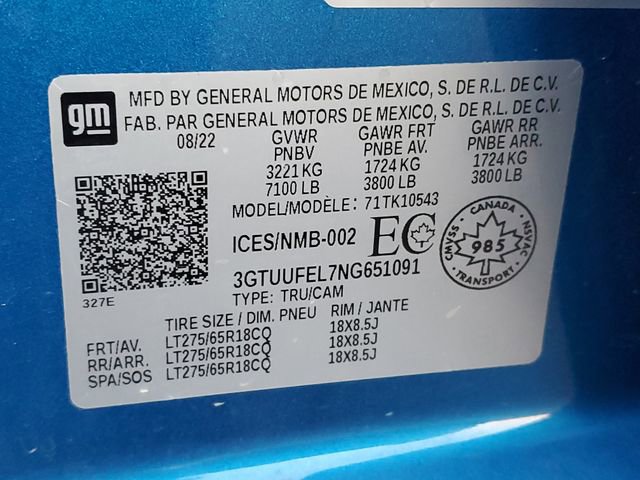 gm
MFD BY GENERAL MOTORS DE MEXICO, S. DE R.L. DE C.V.
FAB. PAR GENERAL MOTORS DE MEXICO, S. DE R.L. DE C.V.
08/22 GVWR GAWR FRT GAWR RR
PNBV PNBE AV. PNBE ARR.
3221 KG 1724 KG 1724 KG
7100 LB 3800 LB 3800 LB
MODEL/MODÈLE: 71TK10543
ICES/NMB-002 EC
CANADA
CMVSS 985 NSVAC
3GTUUFEL7NG651091
327E
TYPE: TRU/CAM
TIRE SIZE / DIM. PNEU RIM / JANTE
FRT/AV. LT275/65R18CQ 18X8.5J
RR/ARR. LT275/65R18CQ 18X8.5J
SPA/SOS LT275/65R18CQ 18X8.5J